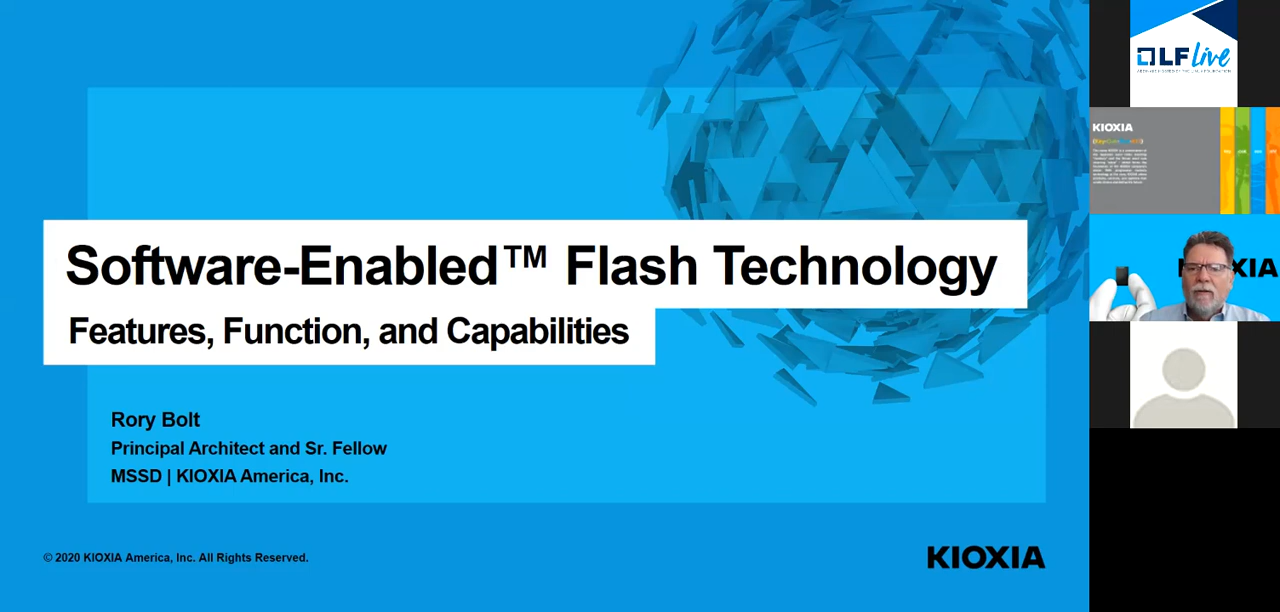 Software-Enabled™ Flash Technology
Features, Function, and Capabilities
Rory Bolt
Principal Architect and Sr. Fellow
MSSD | KIOXIA America, Inc.
© 2020 KIOXIA America, Inc. All Rights Reserved.
KIOXIA
LF Live
KIOXIA